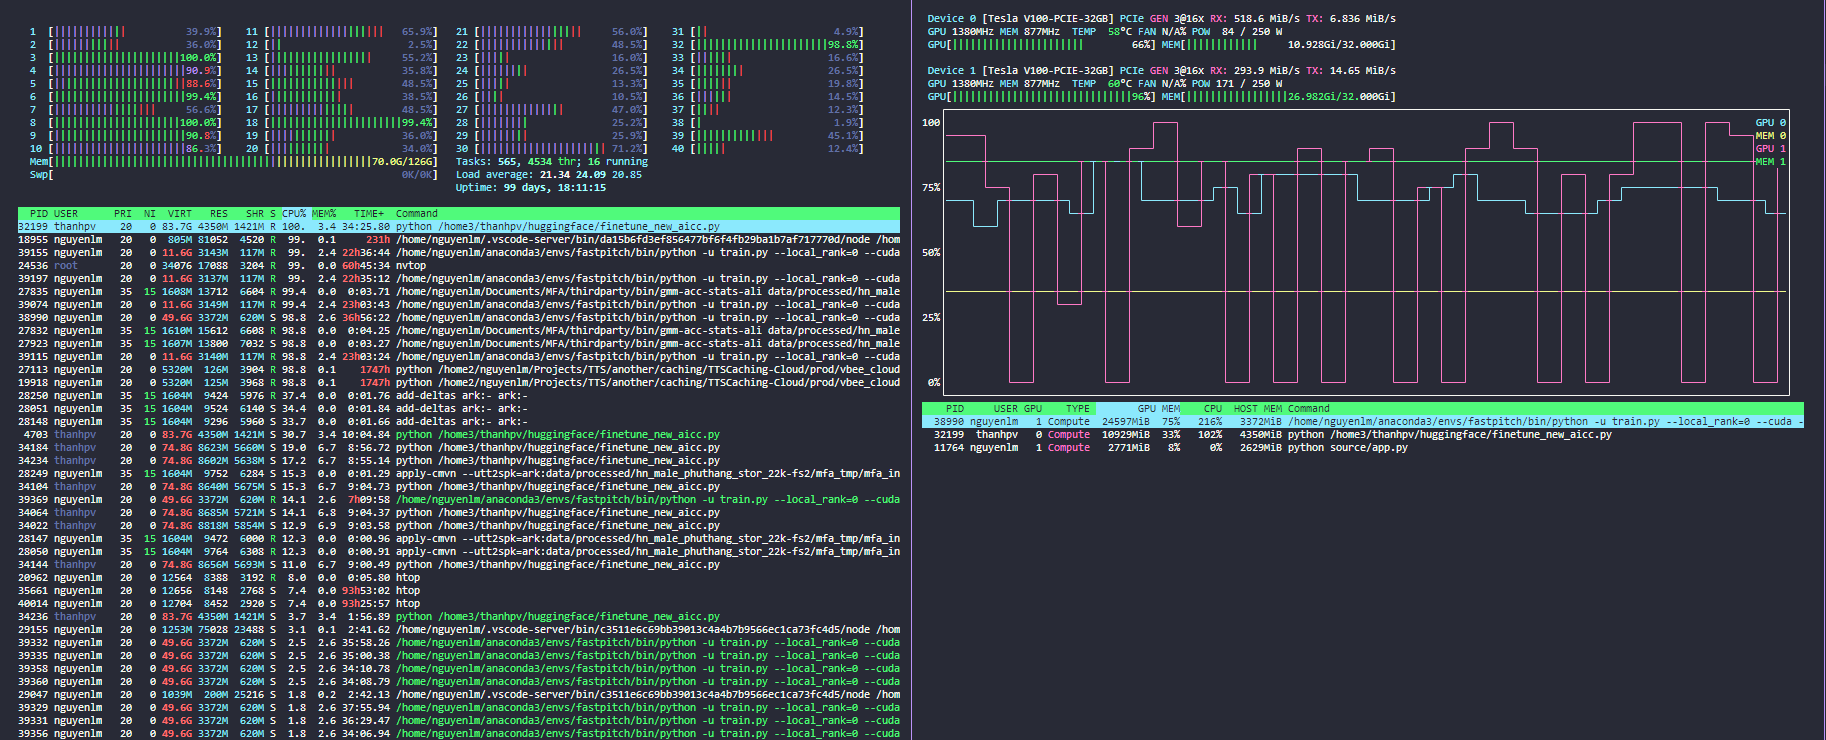 1 [ 39.9%] 11 [ 65.9%] 21 [ 56.0%] 31 [ 4.9%]
2 [ 36.0%] 12 [ 2.5%] 22 [ 48.5%] 32 [ 98.8%]
3 [ 100.0%] 13 [ 55.2%] 23 [ 16.0%] 33 [ 16.6%]
4 [ 90.9%] 14 [ 35.8%] 24 [ 26.5%] 34 [ 26.5%]
5 [ 88.6%] 15 [ 48.5%] 25 [ 13.3%] 35 [ 19.8%]
6 [ 99.4%] 16 [ 38.5%] 26 [ 10.5%] 36 [ 14.5%]
7 [ 56.6%] 17 [ 48.5%] 27 [ 47.0%] 37 [ 12.3%]
8 [ 100.0%] 18 [ 99.4%] 28 [ 25.2%] 38 [ 1.9%]
9 [ 90.8%] 19 [ 36.0%] 29 [ 25.9%] 39 [ 45.1%]
10 [ 86.3%] 20 [ 34.0%] 30 [ 71.2%] 40 [ 12.4%]
Mem[ 70.0G/126G] Tasks: 565, 4534 thr; 16 running
Swp[ 0K/0K] Load average: 21.34 24.09 20.85
Uptime: 99 days, 18:11:15
PID USER PRI NI VIRT RES SHR S CPU% MEM% TIME+ Command
32199 thanhpv 20 0 83.7G 4350M 1421M R 100. 3.4 34:25.80 python /home3/thanhpv/huggingface/finetune_new_aicc.py
18955 nguyenlm 20 0 805M 81052 4520 R 99. 0.1 231h /home/nguyenlm/.vscode-server/bin/da15b6fd3ef856477bf6f4fb29ba1b7af717770d/node /hom
39155 nguyenlm 20 0 11.6G 3143M 117M R 99. 2.4 22h36:44 /home/nguyenlm/anaconda3/envs/fastpitch/bin/python -u train.py --local_rank=0 --cuda
24536 root 20 0 34076 17088 3204 R 99. 0.0 60h45:34 nvtop
39197 nguyenlm 20 0 11.6G 3137M 117M R 99. 2.4 22h35:12 /home/nguyenlm/anaconda3/envs/fastpitch/bin/python -u train.py --local_rank=0 --cuda
27835 nguyenlm 35 15 1608M 13712 6604 R 99.4 0.0 0:03.71 /home/nguyenlm/Documents/MFA/thirdparty/bin/gmm-acc-stats-ali data/processed/hn_male
39074 nguyenlm 20 0 11.6G 3149M 117M R 99.4 2.4 23h03:43 /home/nguyenlm/anaconda3/envs/fastpitch/bin/python -u train.py --local_rank=0 --cuda
38990 nguyenlm 20 0 49.6G 3372M 620M S 98.8 2.6 36h56:22 /home/nguyenlm/anaconda3/envs/fastpitch/bin/python -u train.py --local_rank=0 --cuda
27832 nguyenlm 35 15 1610M 15612 6608 R 98.8 0.0 0:04.25 /home/nguyenlm/Documents/MFA/thirdparty/bin/gmm-acc-stats-ali data/processed/hn_male
27923 nguyenlm 35 15 1607M 13800 7032 S 98.8 0.0 0:03.27 /home/nguyenlm/Documents/MFA/thirdparty/bin/gmm-acc-stats-ali data/processed/hn_male
39115 nguyenlm 20 0 11.6G 3140M 117M R 98.8 2.4 23h03:24 /home/nguyenlm/anaconda3/envs/fastpitch/bin/python -u train.py --local_rank=0 --cuda
27113 nguyenlm 20 0 5320M 126M 3904 R 98.8 0.1 1747h python /home2/nguyenlm/Projects/TTS/another/caching/TTSCaching-Cloud/prod/vbee_cloud
19918 nguyenlm 20 0 5320M 125M 3968 R 98.8 0.1 1747h python /home2/nguyenlm/Projects/TTS/another/caching/TTSCaching-Cloud/prod/vbee_cloud
28250 nguyenlm 35 15 1604M 9424 5976 R 37.4 0.0 0:01.76 add-deltas ark:- ark:-
28051 nguyenlm 35 15 1604M 9524 6140 S 34.4 0.0 0:01.84 add-deltas ark:- ark:-
28148 nguyenlm 35 15 1604M 9296 5960 S 33.7 0.0 0:01.66 add-deltas ark:- ark:-
4703 thanhpv 20 0 83.7G 4350M 1421M S 30.7 3.4 10:04.84 python /home3/thanhpv/huggingface/finetune_new_aicc.py
34184 thanhpv 20 0 74.8G 8623M 5660M S 19.0 6.7 8:56.72 python /home3/thanhpv/huggingface/finetune_new_aicc.py
34234 thanhpv 20 0 74.8G 8602M 5638M S 17.2 6.7 8:55.14 python /home3/thanhpv/huggingface/finetune_new_aicc.py
28249 nguyenlm 35 15 1604M 9752 6284 S 15.3 0.0 0:01.29 apply-cmvn --utt2spk=ark:data/processed/hn_male_phuthang_stor_22k-fs2/mfa_tmp/mfa_in
34104 thanhpv 20 0 74.8G 8640M 5675M S 15.3 6.7 9:04.73 python /home3/thanhpv/huggingface/finetune_new_aicc.py
39369 nguyenlm 20 0 49.6G 3372M 620M R 14.1 2.6 7h09:58 /home/nguyenlm/anaconda3/envs/fastpitch/bin/python -u train.py --local_rank=0 --cuda
34064 thanhpv 20 0 74.8G 8685M 5721M S 14.1 6.8 9:04.37 python /home3/thanhpv/huggingface/finetune_new_aicc.py
34022 thanhpv 20 0 74.8G 8818M 5854M S 12.9 6.9 9:03.58 python /home3/thanhpv/huggingface/finetune_new_aicc.py
28147 nguyenlm 35 15 1604M 9472 6000 R 12.3 0.0 0:00.96 apply-cmvn --utt2spk=ark:data/processed/hn_male_phuthang_stor_22k-fs2/mfa_tmp/mfa_in
28050 nguyenlm 35 15 1604M 9764 6308 R 12.3 0.0 0:00.91 apply-cmvn --utt2spk=ark:data/processed/hn_male_phuthang_stor_22k-fs2/mfa_tmp/mfa_in
34144 thanhpv 20 0 74.8G 8656M 5693M S 11.0 6.7 9:00.49 python /home3/thanhpv/huggingface/finetune_new_aicc.py
20962 nguyenlm 20 0 12564 8388 3192 R 8.0 0.0 0:05.80 htop
35661 nguyenlm 20 0 12656 8148 2768 S 7.4 0.0 93h53:02 htop
40014 nguyenlm 20 0 12704 8452 2920 S 7.4 0.0 93h25:57 htop
34236 thanhpv 20 0 83.7G 4350M 1421M S 3.7 3.4 1:56.89 python /home3/thanhpv/huggingface/finetune_new_aicc.py
29155 nguyenlm 20 0 1253M 75028 23488 S 3.1 0.1 2:41.62 /home/nguyenlm/.vscode-server/bin/c3511e6c69bb39013c4a4b7b9566ec1ca73fc4d5/node /hom
39332 nguyenlm 20 0 49.6G 3372M 620M S 2.5 2.6 35:58.26 /home/nguyenlm/anaconda3/envs/fastpitch/bin/python -u train.py --local_rank=0 --cuda
39335 nguyenlm 20 0 49.6G 3372M 620M S 2.5 2.6 35:00.38 /home/nguyenlm/anaconda3/envs/fastpitch/bin/python -u train.py --local_rank=0 --cuda
39358 nguyenlm 20 0 49.6G 3372M 620M S 2.5 2.6 34:10.78 /home/nguyenlm/anaconda3/envs/fastpitch/bin/python -u train.py --local_rank=0 --cuda
39360 nguyenlm 20 0 49.6G 3372M 620M S 2.5 2.6 34:08.79 /home/nguyenlm/anaconda3/envs/fastpitch/bin/python -u train.py --local_rank=0 --cuda
29047 nguyenlm 20 0 1039M 200M 25216 S 1.8 0.2 2:42.13 /home/nguyenlm/.vscode-server/bin/c3511e6c69bb39013c4a4b7b9566ec1ca73fc4d5/node /hom
39329 nguyenlm 20 0 49.6G 3372M 620M S 1.8 2.6 37:55.94 /home/nguyenlm/anaconda3/envs/fastpitch/bin/python -u train.py --local_rank=0 --cuda
39331 nguyenlm 20 0 49.6G 3372M 620M S 1.8 2.6 36:29.47 /home/nguyenlm/anaconda3/envs/fastpitch/bin/python -u train.py --local_rank=0 --cuda
39356 nguyenlm 20 0 49.6G 3372M 620M S 1.8 2.6 34:06.94 /home/nguyenlm/anaconda3/envs/fastpitch/bin/python -u train.py --local_rank=0 --cuda
Device 0 [Tesla V100-PCIE-32GB] PCIe GEN 3@16x RX: 518.6 MiB/s TX: 6.836 MiB/s
GPU 1380MHz MEM 877MHz TEMP 58°C FAN N/A% POW 84 / 250 W
GPU[ 66%] MEM[ 10.928Gi/32.000Gi]
Device 1 [Tesla V100-PCIE-32GB] PCIe GEN 3@16x RX: 293.9 MiB/s TX: 14.65 MiB/s
GPU 1380MHz MEM 877MHz TEMP 60°C FAN N/A% POW 171 / 250 W
GPU[ 96%] MEM[ 26.982Gi/32.000Gi]
100
GPU 0
MEM 0
GPU 1
MEM 1
75%
50%
25%
0%
PID USER GPU TYPE GPU MEM CPU HOST MEM Command
38990 nguyenlm 1 Compute 24597MiB 75% 216% 3372MiB /home/nguyenlm/anaconda3/envs/fastpitch/bin/python -u train.py --local_rank=0 --cuda -
32199 thanhpv 0 Compute 10929MiB 33% 102% 4350MiB python /home3/thanhpv/huggingface/finetune_new_aicc.py
11764 nguyenlm 1 Compute 2771MiB 8% 0% 2629MiB python source/app.py